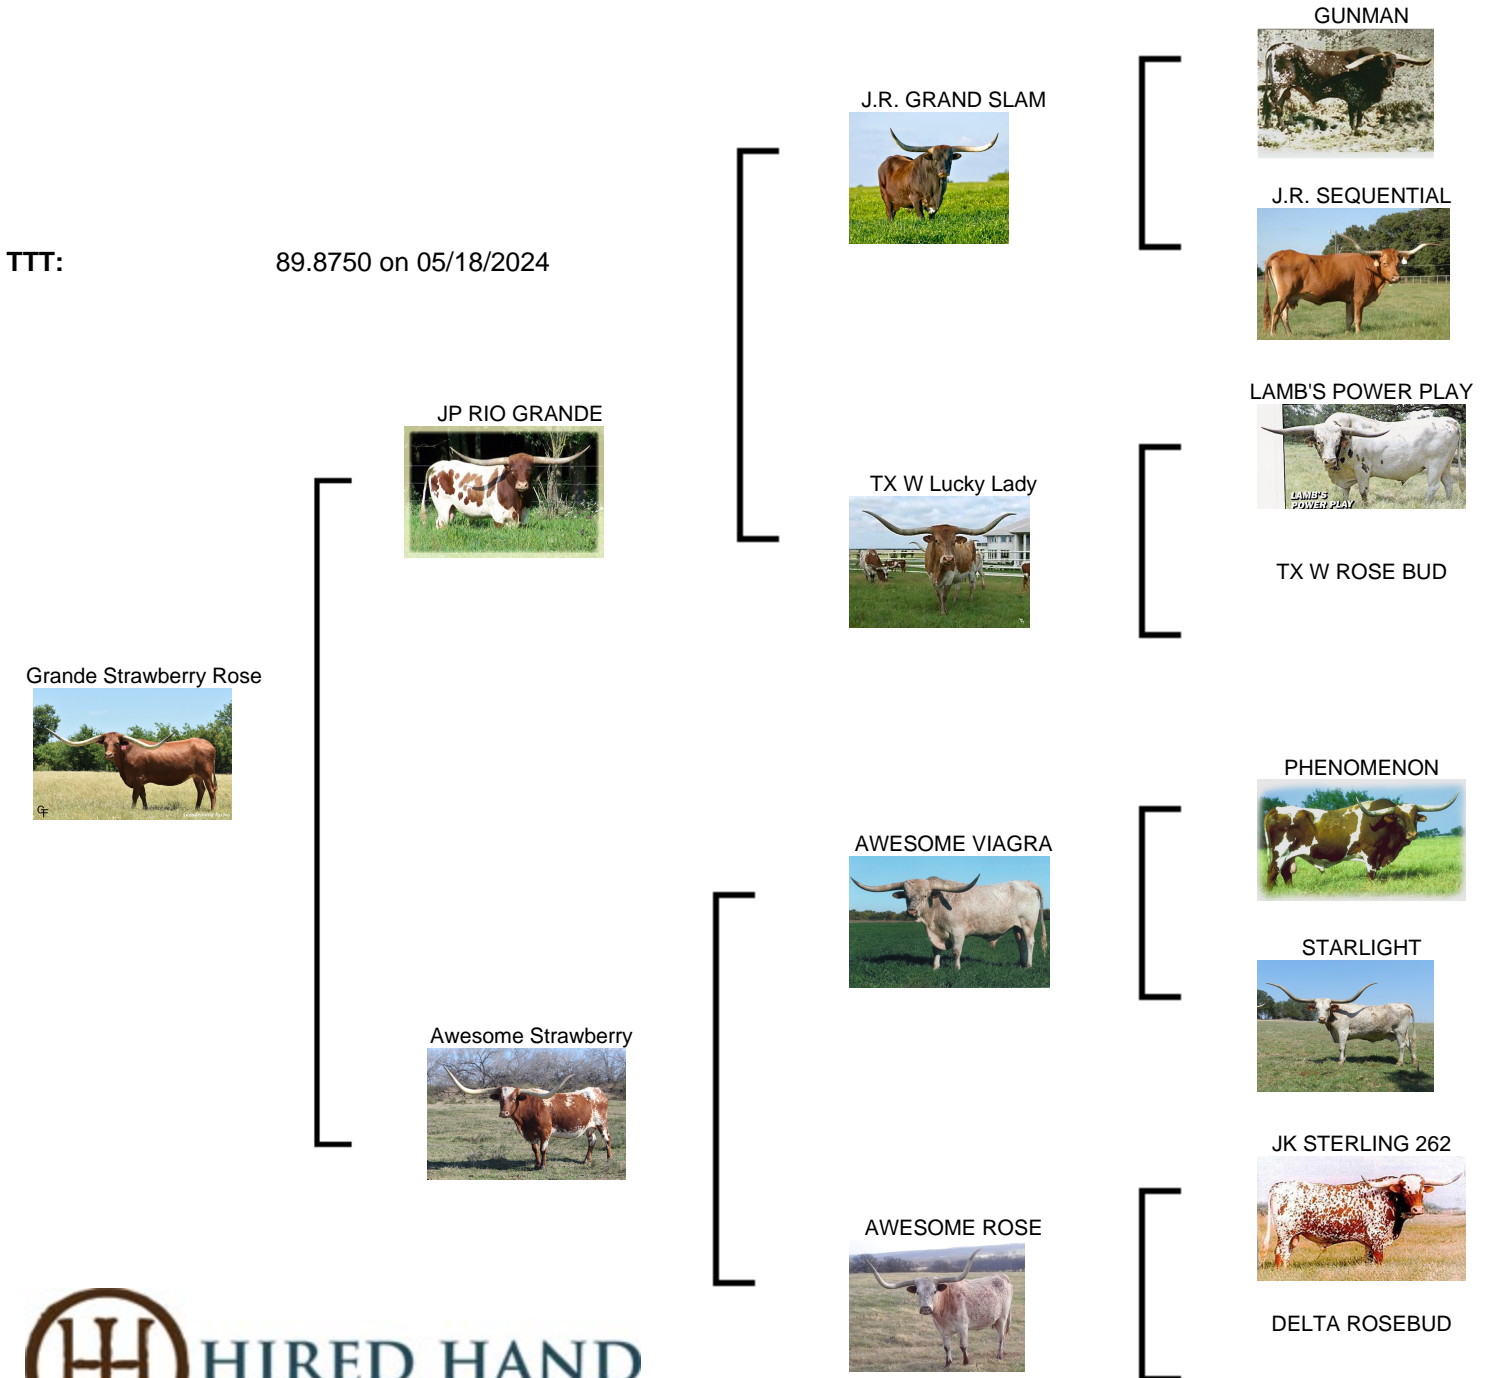 GUNMAN
J.R. GRAND SLAM
J.R. SEQUENTIAL
TTT: 89.8750 on 05/18/2024
LAMB'S POWER PLAY
JP RIO GRANDE
TX W Lucky Lady
LAMB'S
POWER PLAY
TX W ROSE BUD
Grande Strawberry Rose
PHENOMENON
AWESOME VIAGRA
STARLIGHT
Awesome Strawberry
JK STERLING 262
AWESOME ROSE
DELTA ROSEBUD
HIRED HAND